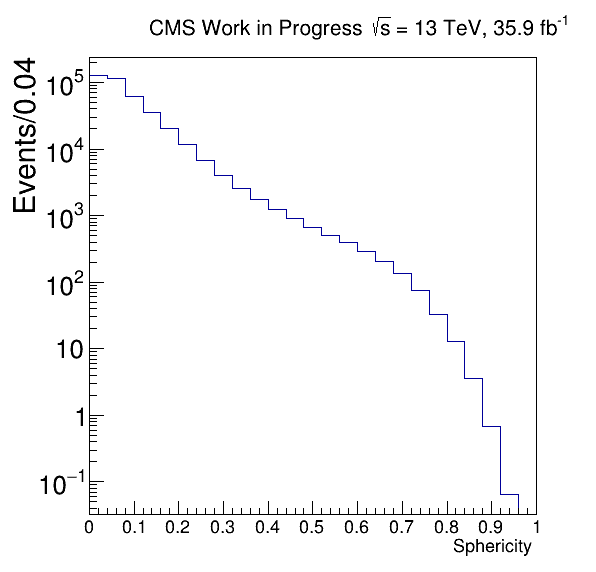 CMS Work in Progress √s = 13 TeV, 35.9 fb⁻¹
Events/0.04
10⁵
10⁴
10³
10²
10
1
10⁻¹
0 0.1 0.2 0.3 0.4 0.5 0.6 0.7 0.8 0.9 1
Sphericity